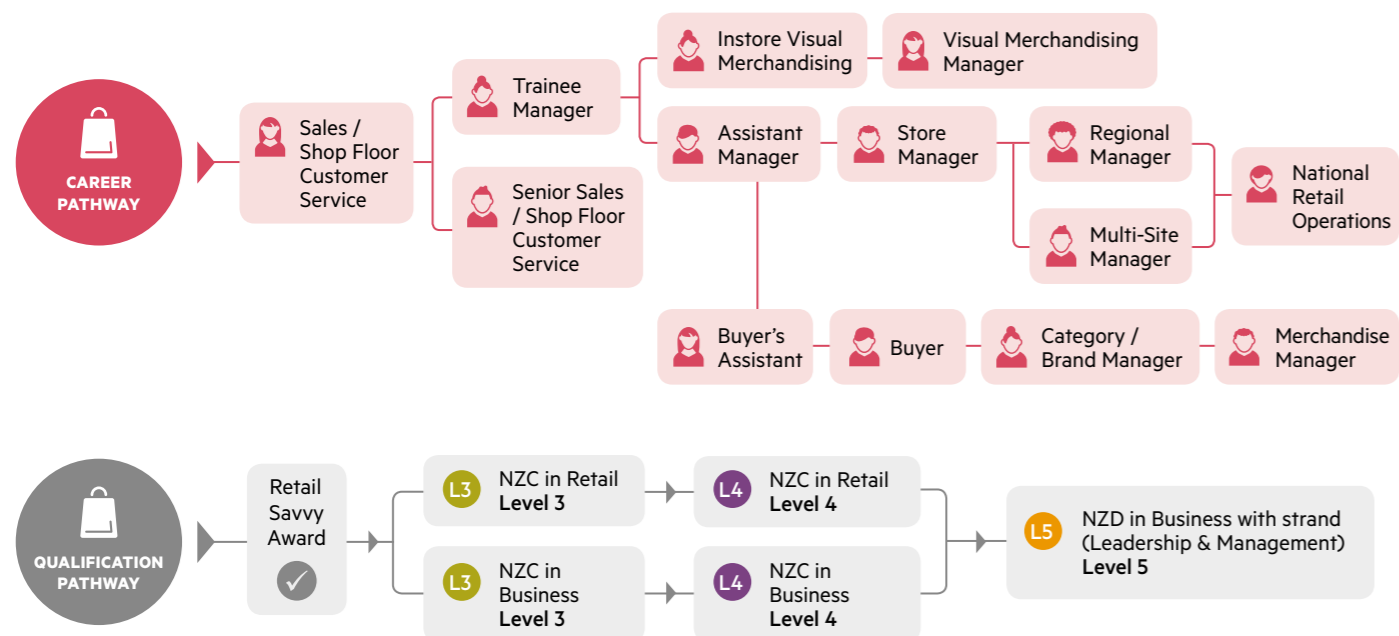 CAREER
PATHWAY
Sales /
Shop Floor
Customer
Service
Trainee
Manager
Senior Sales
/ Shop Floor
Customer
Service
Instore Visual
Merchandising
Visual Merchandising
Manager
Assistant
Manager
Store
Manager
Regional
Manager
Multi-Site
Manager
National
Retail
Operations
Buyer's
Assistant
Buyer
Category /
Brand Manager
Merchandise
Manager
QUALIFICATION
PATHWAY
Retail
Savvy
Award
L3
NZC in Retail
Level 3
L4
NZC in Retail
Level 4
L3
NZC in
Business
Level 3
L4
NZC in
Business
Level 4
L5
NZD in Business with strand
(Leadership & Management)
Level 5